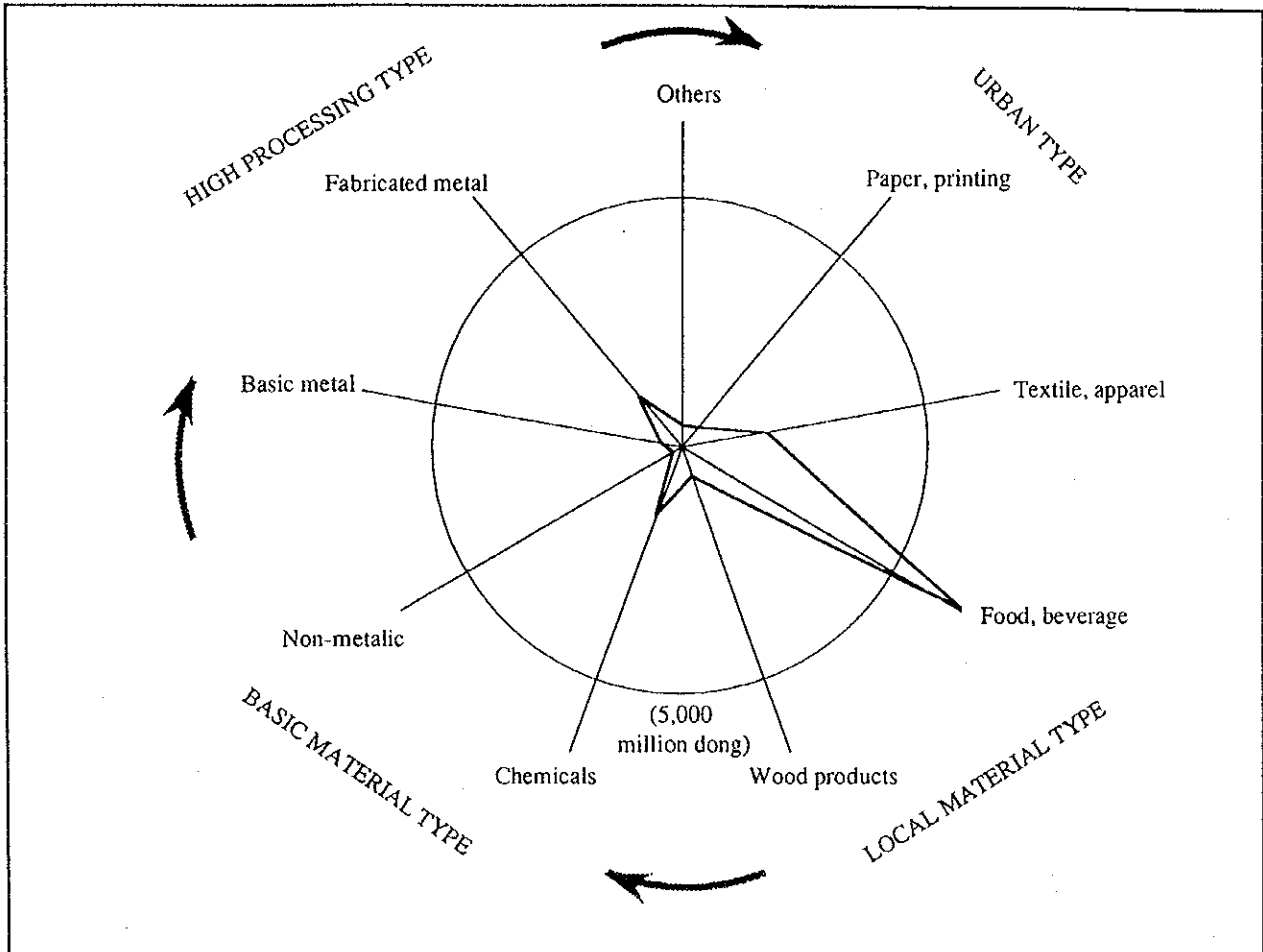 HIGH PROCESSING TYPE
URBAN TYPE
Others
Fabricated metal
Paper, printing
Basic metal
Textile, apparel
Non-metalic
Food, beverage
(5,000
million dong)
Chemicals
Wood products
BASIC MATERIAL TYPE
LOCAL MATERIAL TYPE